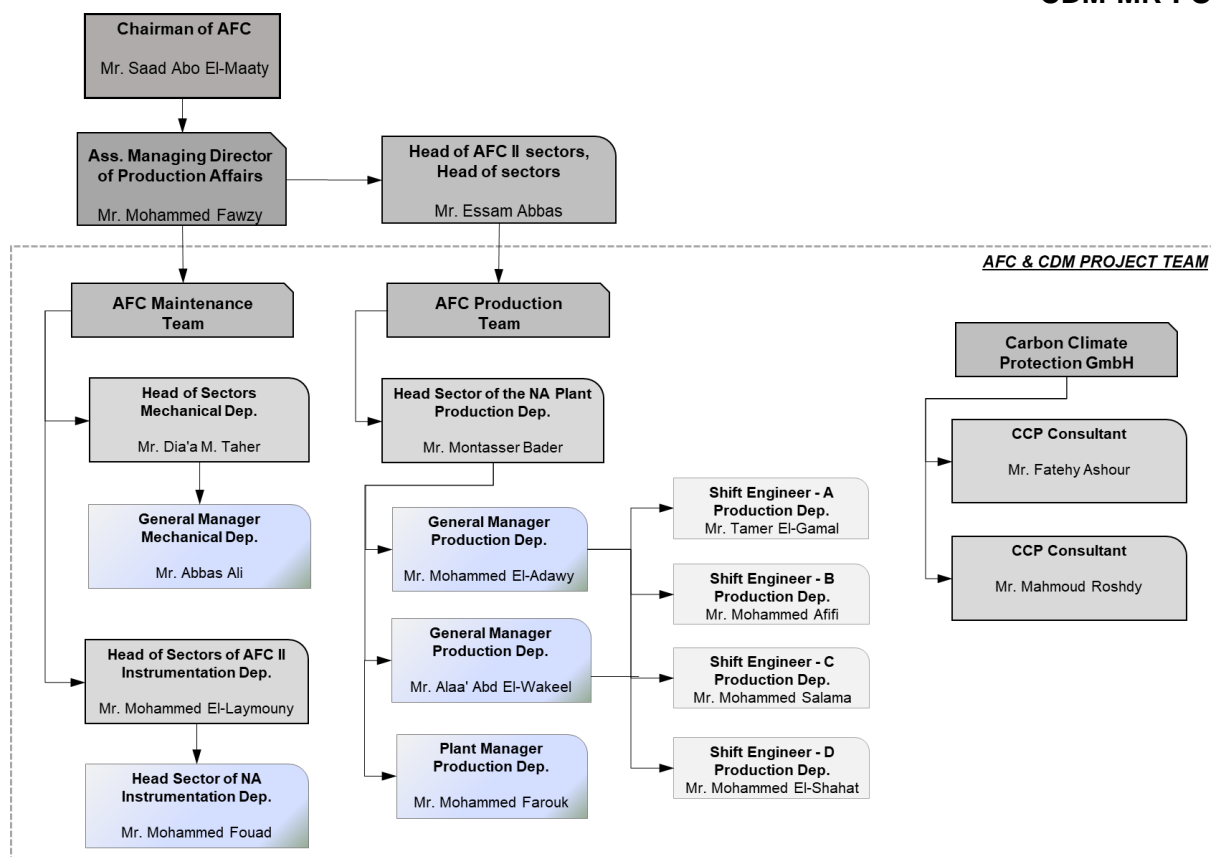 Chairman of AFC
Mr. Saad Abo El-Maaty
Ass. Managing Director
of Production Affairs
Mr. Mohammed Fawzy
Head of AFC II sectors,
Head of sectors
Mr. Essam Abbas
AFC & CDM PROJECT TEAM
AFC Maintenance
Team
Head of Sectors
Mechanical Dep.
Mr. Dia'a M. Taher
General Manager
Mechanical Dep.
Mr. Abbas Ali
Head of Sectors of AFC II
Instrumentation Dep.
Mr. Mohammed El-Laymouny
Head Sector of NA
Instrumentation Dep.
Mr. Mohammed Fouad
AFC Production
Team
Head Sector of the NA Plant
Production Dep.
Mr. Montasser Bader
General Manager
Production Dep.
Mr. Mohammed El-Adawy
General Manager
Production Dep.
Mr. Alaa' Abd El-Wakeel
Plant Manager
Production Dep.
Mr. Mohammed Farouk
Shift Engineer - A
Production Dep.
Mr. Tamer El-Gamal
Shift Engineer - B
Production Dep.
Mr. Mohammed Afifi
Shift Engineer - C
Production Dep.
Mr. Mohammed Salama
Shift Engineer - D
Production Dep.
Mr. Mohammed El-Shahat
Carbon Climate
Protection GmbH
CCP Consultant
Mr. Fatehy Ashour
CCP Consultant
Mr. Mahmoud Roshdy